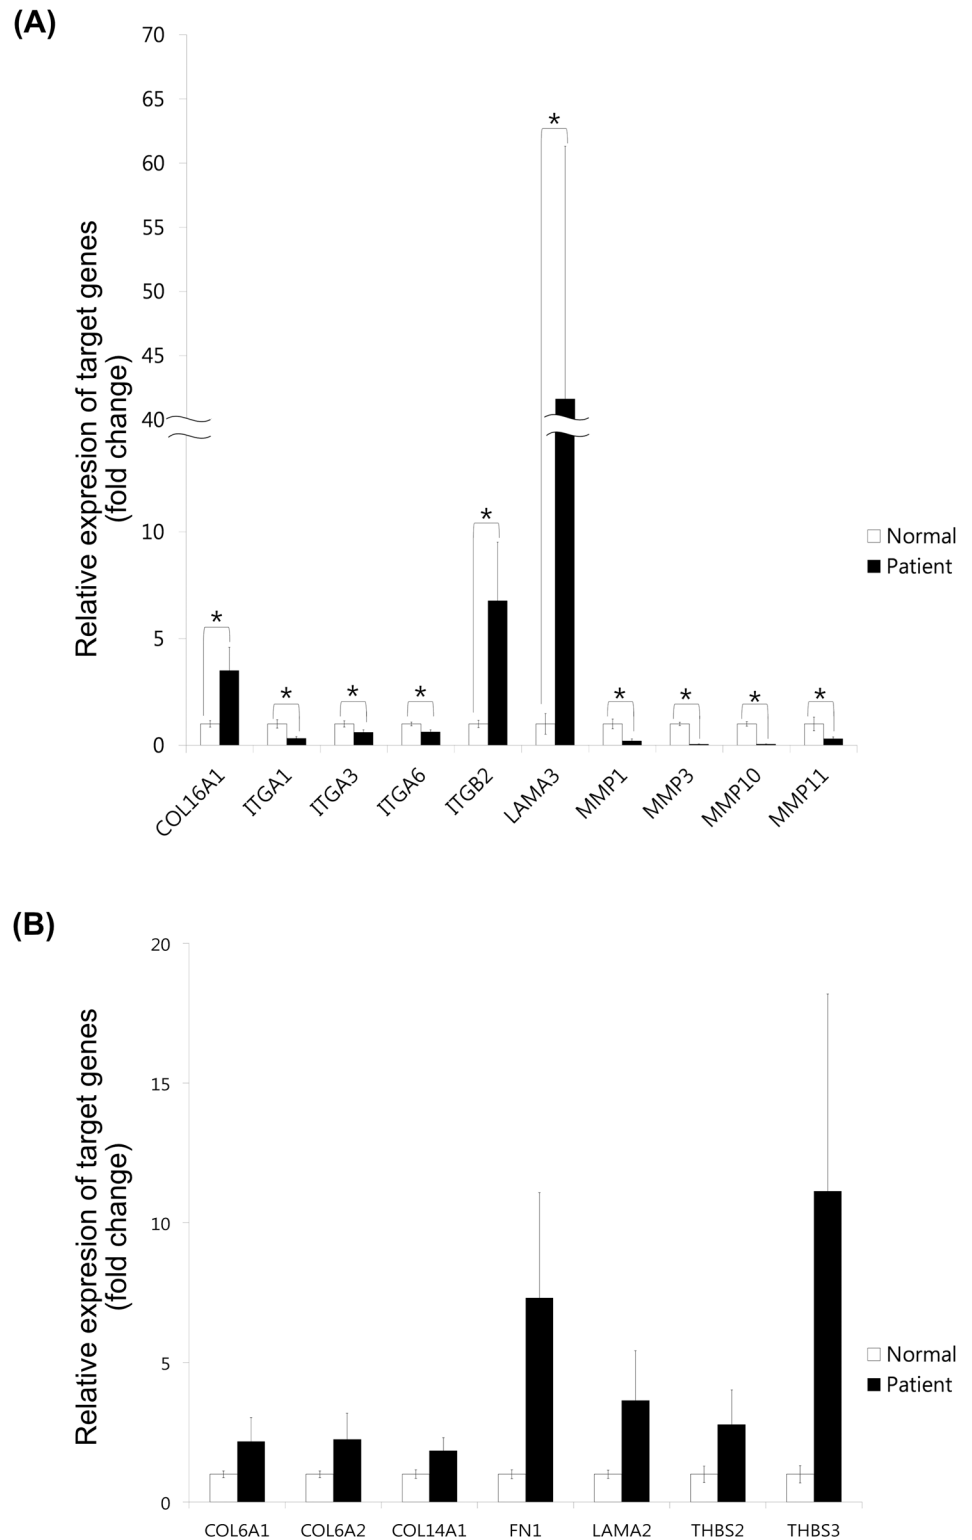 (A)
70
65
60
55
50
45
40
10
5
0
Relative expresion of target genes
(fold change)
*
*
*
*
*
*
*
*
*
*
Normal
Patient
COL16A1
ITGA1
ITGA3
ITGA6
ITGB2
LAMA3
MMP1
MMP3
MMP10
MMP11
(B)
20
15
10
5
0
Relative expresion of target genes
(fold change)
Normal
Patient
COL6A1 COL6A2 COL14A1 FN1 LAMA2 THBS2 THBS3